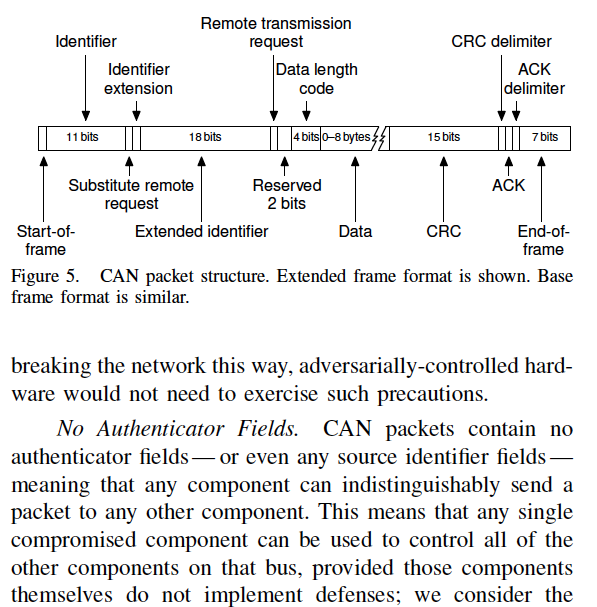 Remote transmission
Identifier request CRC delimiter
Identifier Data length ACK
extension code delimiter
11 bits 18 bits 4 bits 0–8 bytes 15 bits 7 bits
Substitute remote Reserved ACK
request 2 bits
Start-of- Extended identifier Data CRC End-of-
frame frame
Figure 5. CAN packet structure. Extended frame format is shown. Base
frame format is similar.
breaking the network this way, adversarially-controlled hard-
ware would not need to exercise such precautions.
No Authenticator Fields. CAN packets contain no
authenticator fields — or even any source identifier fields —
meaning that any component can indistinguishably send a
packet to any other component. This means that any single
compromised component can be used to control all of the
other components on that bus, provided those components
themselves do not implement defenses; we consider the